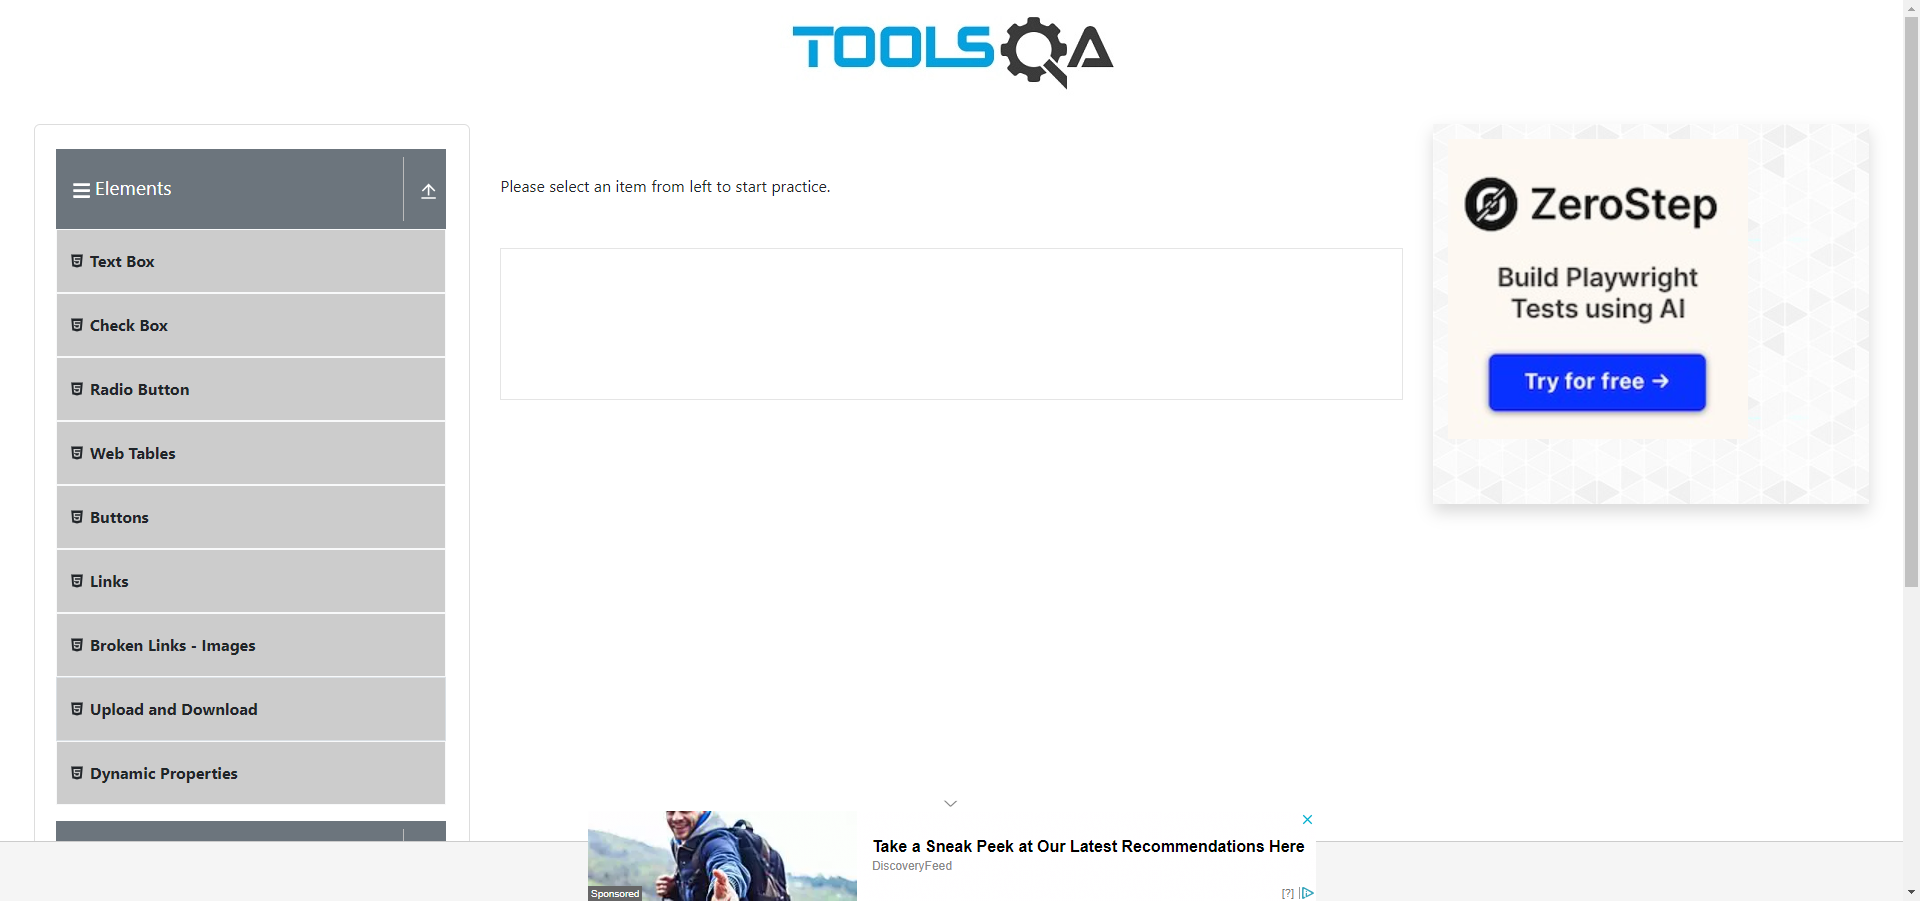 TOOLSQA
Elements
Text Box
Check Box
Radio Button
Web Tables
Buttons
Links
Broken Links - Images
Upload and Download
Dynamic Properties
Please select an item from left to start practice.
ZeroStep
Build Playwright
Tests using AI
Try for free →
Take a Sneak Peek at Our Latest Recommendations Here
DiscoveryFeed
Sponsored
[?]